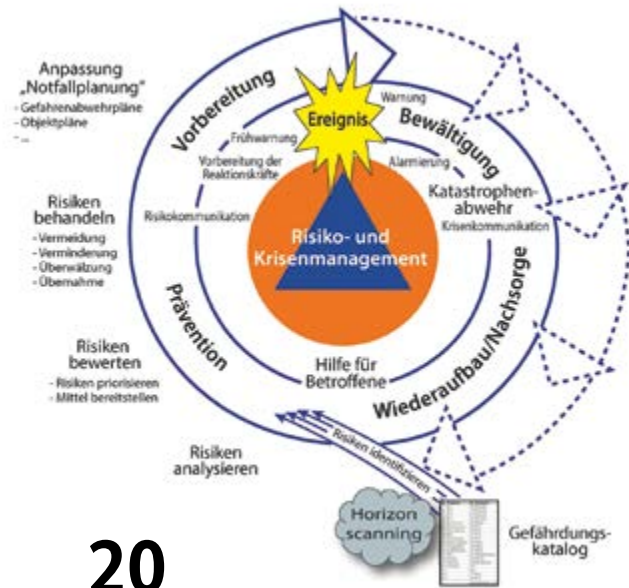 Anpassung
„Notfallplanung"
- Gefahrenabwehrpläne
- Objektpläne
- ...
Risiken
behandeln
- Vermeidung
- Verminderung
- Überwälzung
- Übernahme
Risiken
bewerten
- Risiken priorisieren
- Mittel bereitstellen
Risiken
analysieren
Vorbereitung
Prävention
Ereignis
Warnung
Bewältigung
Frühwarnung
Vorbereitung der
Reaktionskräfte
Alarmierung
Risikokommunikation
Katastrophen-
abwehr
Krisenkommunikation
Risiko- und
Krisenmanagement
Hilfe für
Betroffene
Wiederaufbau/Nachsorge
Risiken identifizieren
Horizon
scanning
Gefährdungs-
katalog
20